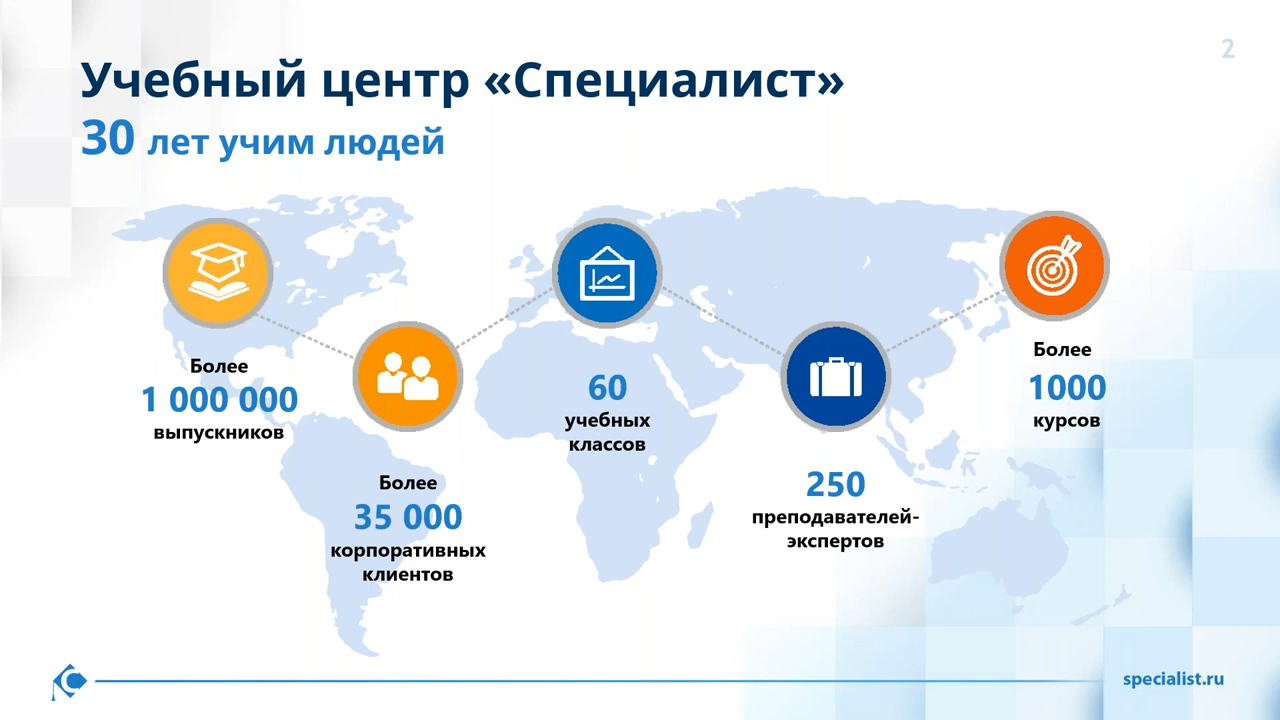 2
Учебный центр «Специалист»
30 лет учим людей
Более
1 000 000
выпускников
Более
35 000
корпоративных
клиентов
60
учебных
классов
250
преподавателей-
экспертов
Более
1000
курсов
specialist.ru